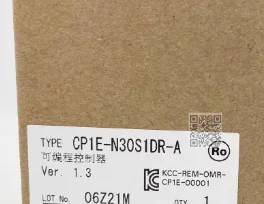 TYPE CP1E-N30S1DR-A
可编程控制器
Ver. 1.3
Ro
KCC-REM-OMR-
CP1E-00001
LOT No. 06Z21M
QTY 1